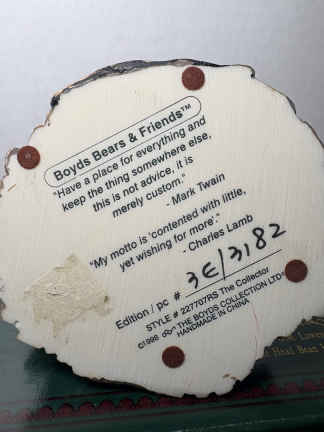 Boyds Bears & Friends™
"Have a place for everything and
keep the thing somewhere else,
this is not advice, it is
merely custom."
- Mark Twain
"My motto is 'contented with little,
yet wishing for more'."
- Charles Lamb
Edition / pc # 3E/3182
STYLE # 227707RS The Collector
©1998 dba THE BOYDS COLLECTION LTD®
HANDMADE IN CHINA